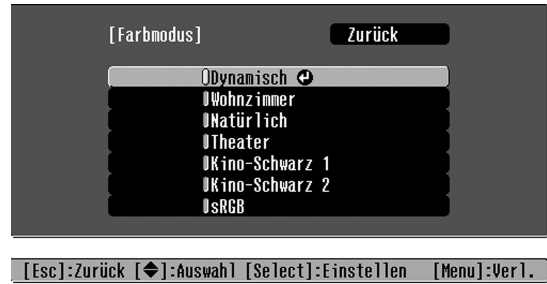 [Farbmodus] Zurück
Dynamisch
Wohnzimmer
Natürlich
Theater
Kino-Schwarz 1
Kino-Schwarz 2
sRGB
[Esc]:Zurück [◆]:Auswahl [Select]:Einstellen [Menu]:Verl.